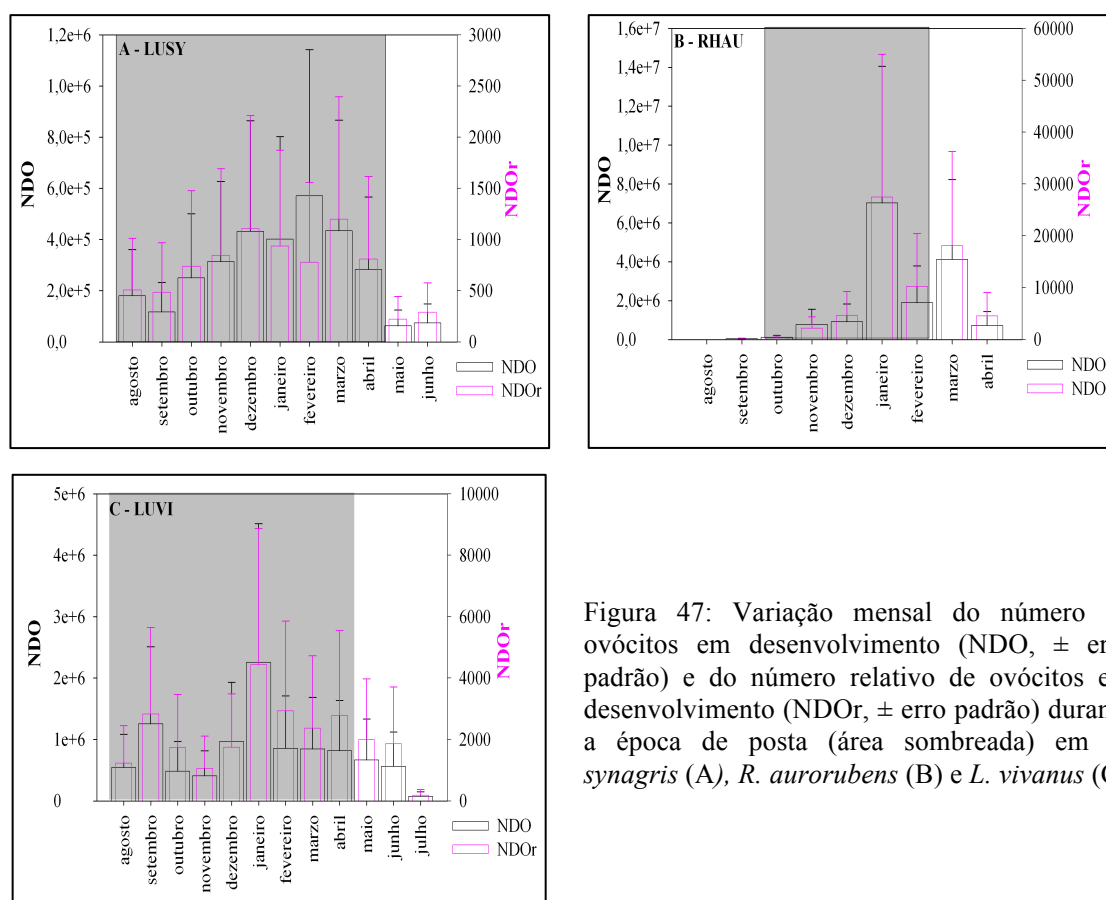 A - LUSY
1,2e+6
1,0e+6
8,0e+5
6,0e+5
4,0e+5
2,0e+5
0,0
NDO
3000
2500
2000
1500
1000
500
0
NDOr
agosto
setembro
outubro
novembro
dezembro
janeiro
fevereiro
marzo
abril
maio
junho
NDO
NDOr
B - RHAU
1,6e+7
1,4e+7
1,2e+7
1,0e+7
8,0e+6
6,0e+6
4,0e+6
2,0e+6
0,0
NDO
60000
50000
40000
30000
20000
10000
0
NDOr
agosto
setembro
outubro
novembro
dezembro
janeiro
fevereiro
marzo
abril
NDO
NDO
C - LUVI
5e+6
4e+6
3e+6
2e+6
1e+6
0
NDO
10000
8000
6000
4000
2000
0
NDOr
agosto
setembro
outubro
novembro
dezembro
janeiro
fevereiro
marzo
abril
maio
junho
julho
NDO
NDOr
Figura 47: Variação mensal do número
ovócitos em desenvolvimento (NDO, ± er
padrão) e do número relativo de ovócitos e
desenvolvimento (NDOr, ± erro padrão) duran
a época de posta (área sombreada) em
synagris (A), R. aurorubens (B) e L. vivanus (C